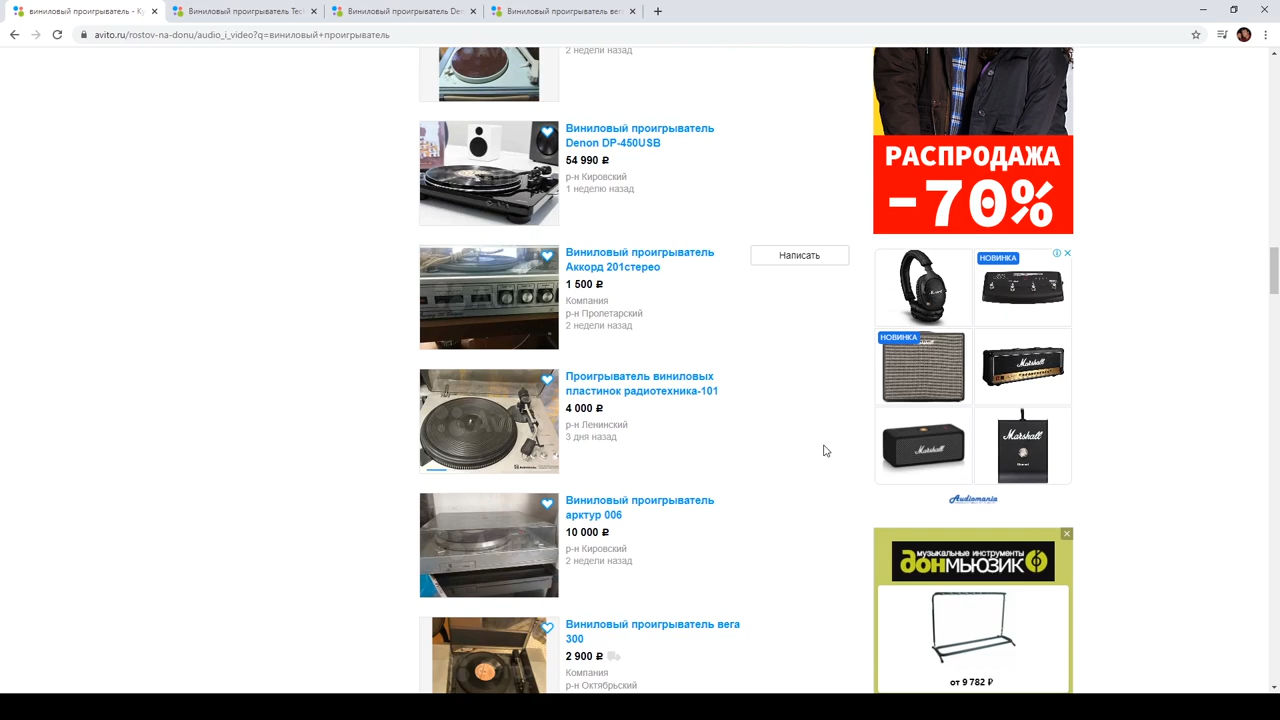 виниловый проигрыватель - Ку
Виниловый проигрыватель Tec
Виниловый проигрыватель Den
Виниловый проигрыватель вег
avito.ru/rostov-na-donu/audio_i_video?q=виниловый+проигрыватель
2 недели назад
Виниловый проигрыватель
Denon DP-450USB
54 990 ₽
р-н Кировский
1 неделю назад
Виниловый проигрыватель
Аккорд 201стерео
1 500 ₽
Компания
р-н Пролетарский
2 недели назад
Написать
Проигрыватель виниловых
пластинок радиотехника-101
4 000 ₽
р-н Ленинский
3 дня назад
Виниловый проигрыватель
арктур 006
10 000 ₽
р-н Кировский
2 недели назад
Виниловый проигрыватель вега
300
2 900 ₽
Компания
р-н Октябрьский
РАСПРОДАЖА
-70%
НОВИНКА
НОВИНКА
Marshall
Marshall
Marshall
Audiomania
музыкальные инструменты
донмьюзик
от 9 782 ₽